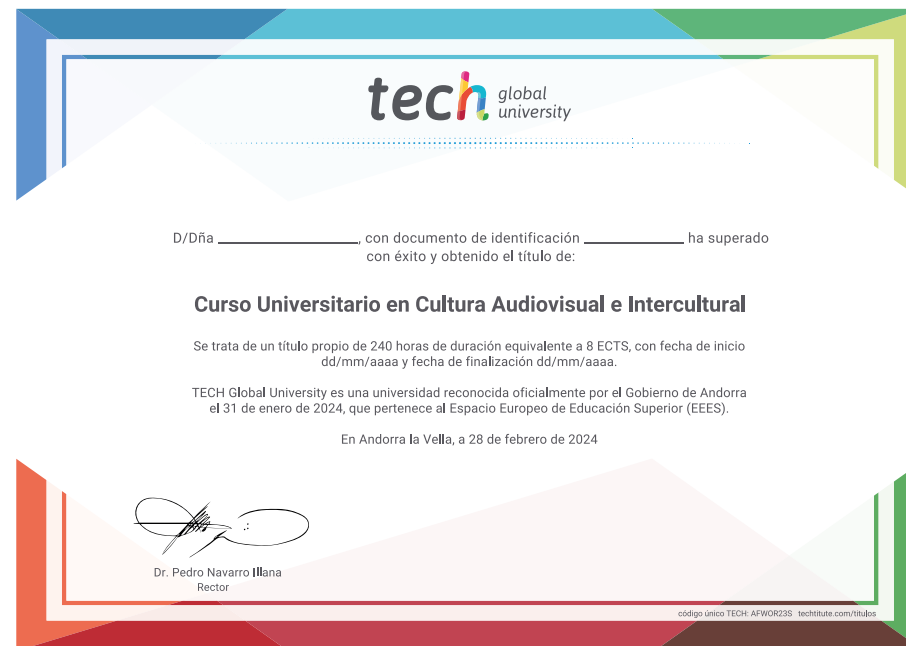 tech global university
D/Dña ____________________, con documento de identificación ______________ ha superado
con éxito y obtenido el título de:
Curso Universitario en Cultura Audiovisual e Intercultural
Se trata de un título propio de 240 horas de duración equivalente a 8 ECTS, con fecha de inicio
dd/mm/aaaa y fecha de finalización dd/mm/aaaa.
TECH Global University es una universidad reconocida oficialmente por el Gobierno de Andorra
el 31 de enero de 2024, que pertenece al Espacio Europeo de Educación Superior (EEES).
En Andorra la Vella, a 28 de febrero de 2024
Dr. Pedro Navarro Illana
Rector
código único TECH: AFWOR23S techtitute.com/titulos